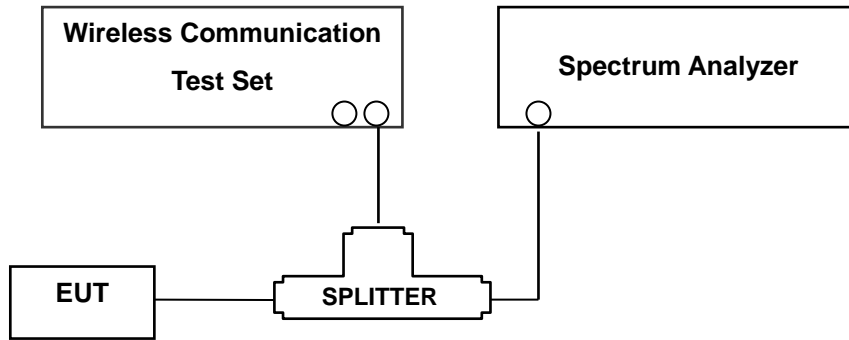 Wireless Communication
Test Set
Spectrum Analyzer
EUT
SPLITTER